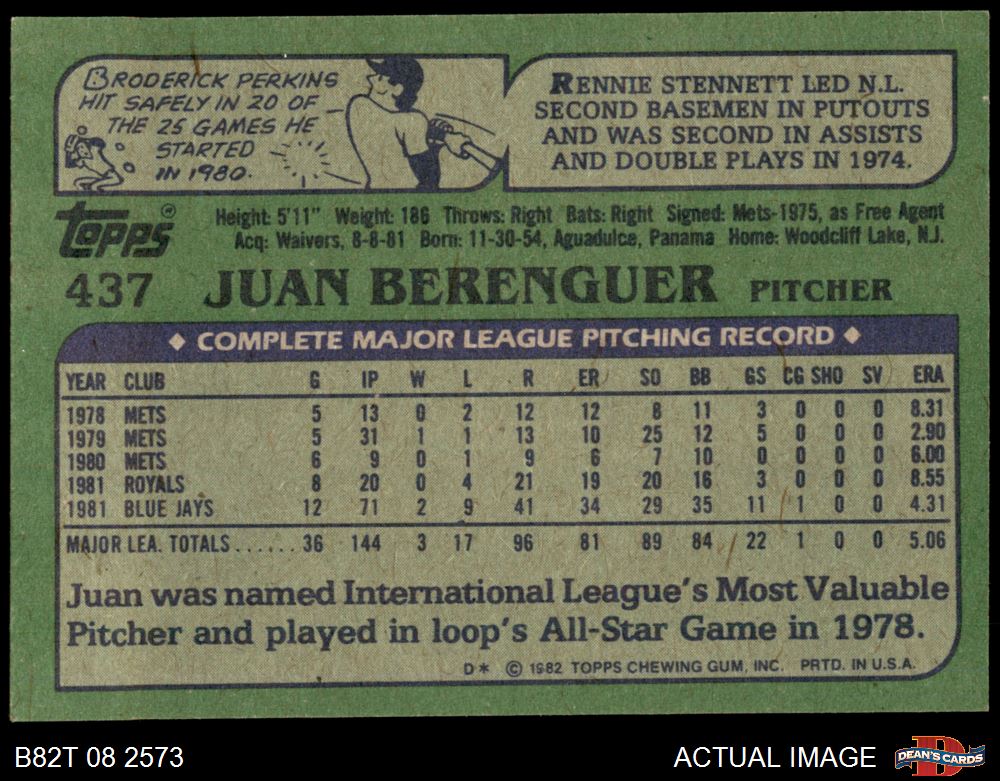 BRODERICK PERKINS
HIT SAFELY IN 20 OF
THE 25 GAMES HE
STARTED
IN 1980.
RENNIE STENNETT LED N.L.
SECOND BASEMEN IN PUTOUTS
AND WAS SECOND IN ASSISTS
AND DOUBLE PLAYS IN 1974.
Topps®
Height: 5'11" Weight: 186 Throws: Right Bats: Right Signed: Mets-1975, as Free Agent
Acq: Waivers, 8-8-81 Born: 11-30-54, Aguadulce, Panama Home: Woodcliff Lake, N.J.
437 JUAN BERENGUER PITCHER
◆ COMPLETE MAJOR LEAGUE PITCHING RECORD ◆
YEAR CLUB G IP W L R ER SO BB GS CG SHO SV ERA
1978 METS 5 13 0 2 12 12 8 11 3 0 0 0 8.31
1979 METS 5 31 1 1 13 10 25 12 5 0 0 0 2.90
1980 METS 6 9 0 1 9 6 7 10 0 0 0 0 6.00
1981 ROYALS 8 20 0 4 21 19 20 16 3 0 0 0 8.55
1981 BLUE JAYS 12 71 2 9 41 34 29 35 11 1 0 0 4.31
MAJOR LEA. TOTALS...... 36 144 3 17 96 81 89 84 22 1 0 0 5.06
Juan was named International League's Most Valuable
Pitcher and played in loop's All-Star Game in 1978.
D* © 1982 TOPPS CHEWING GUM, INC. PRTD. IN U.S.A.
B82T 08 2573 ACTUAL IMAGE DEAN'S CARDS